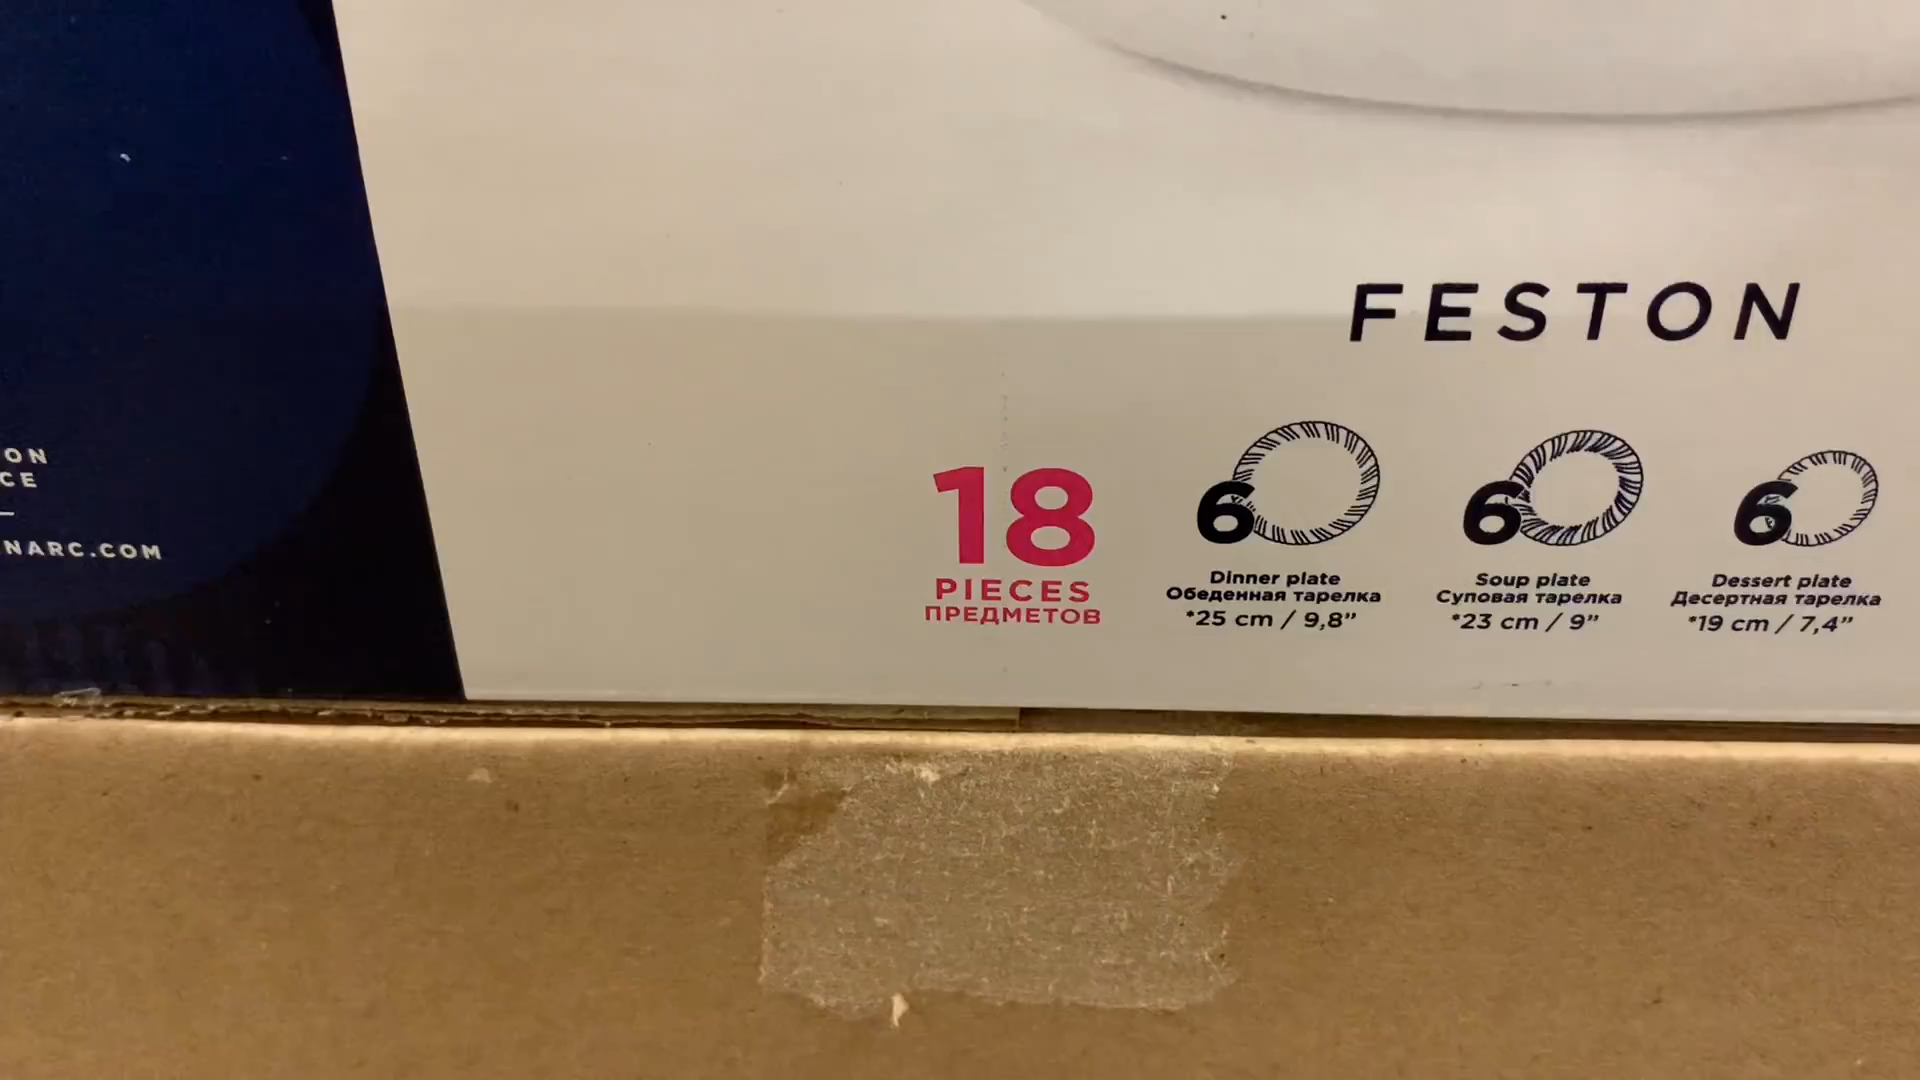 ON
CE
NARC.COM
FESTON
18
PIECES
ПРЕДМЕТОВ
6
Dinner plate
Обеденная тарелка
*25 cm / 9,8”
6
Soup plate
Суповая тарелка
*23 cm / 9”
6
Dessert plate
Десертная тарелка
*19 cm / 7,4”